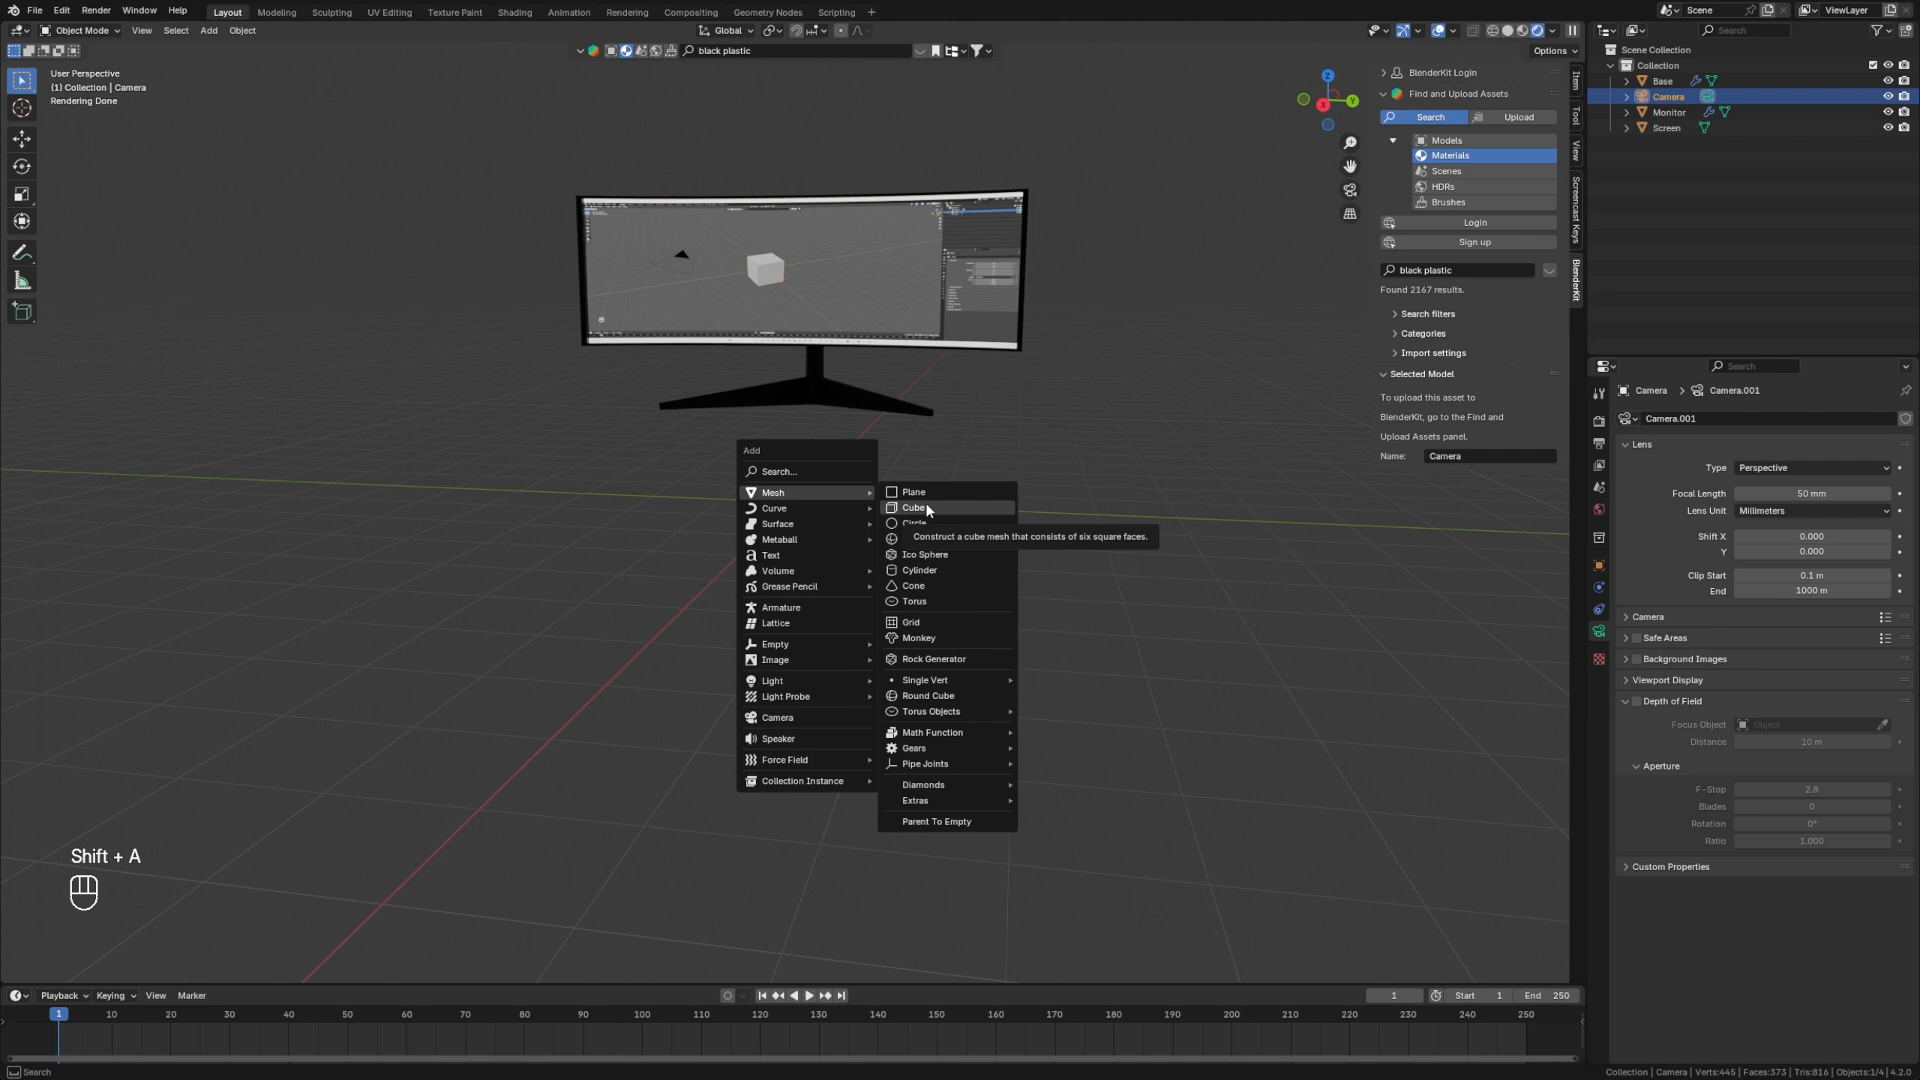 File Edit Render Window Help Layout Modeling Sculpting UV Editing Texture Paint Shading Animation Rendering Compositing Geometry Nodes Scripting + Scene ViewLayer
Object Mode View Select Add Object Global Search
black plastic Options
User Perspective
(1) Collection | Camera
Rendering Done
Z
Y
X
BlenderKit Login
Find and Upload Assets
Search Upload
Models
Materials
Scenes
HDRs
Brushes
Login
Sign up
black plastic
Found 2167 results.
Search filters
Categories
Import settings
Selected Model
To upload this asset to
BlenderKit, go to the Find and
Upload Assets panel.
Name: Camera
Item
Tool
View
Screencast Keys
BlenderKit
Scene Collection
Collection
Base
Camera
Monitor
Screen
Search
Camera > Camera.001
Camera.001
Lens
Type Perspective
Focal Length 50 mm
Lens Unit Millimeters
Shift X 0.000
Y 0.000
Clip Start 0.1 m
End 1000 m
Camera
Safe Areas
Background Images
Viewport Display
Depth of Field
Focus Object Object
Distance 10 m
Aperture
F-Stop 2.8
Blades 0
Rotation 0°
Ratio 1.000
Custom Properties
Add
Search...
Mesh
Curve
Surface
Metaball
Text
Volume
Grease Pencil
Armature
Lattice
Empty
Image
Light
Light Probe
Camera
Speaker
Force Field
Collection Instance
Plane
Cube
Circle
Construct a cube mesh that consists of six square faces.
Ico Sphere
Cylinder
Cone
Torus
Grid
Monkey
Rock Generator
Single Vert
Round Cube
Torus Objects
Math Function
Gears
Pipe Joints
Diamonds
Extras
Parent To Empty
Shift + A
Playback Keying View Marker 1 Start 1 End 250
1 10 20 30 40 50 60 70 80 90 100 110 120 130 140 150 160 170 180 190 200 210 220 230 240 250
Search Collection | Camera | Verts:445 | Faces:373 | Tris:816 | Objects:1/4 | 4.2.0